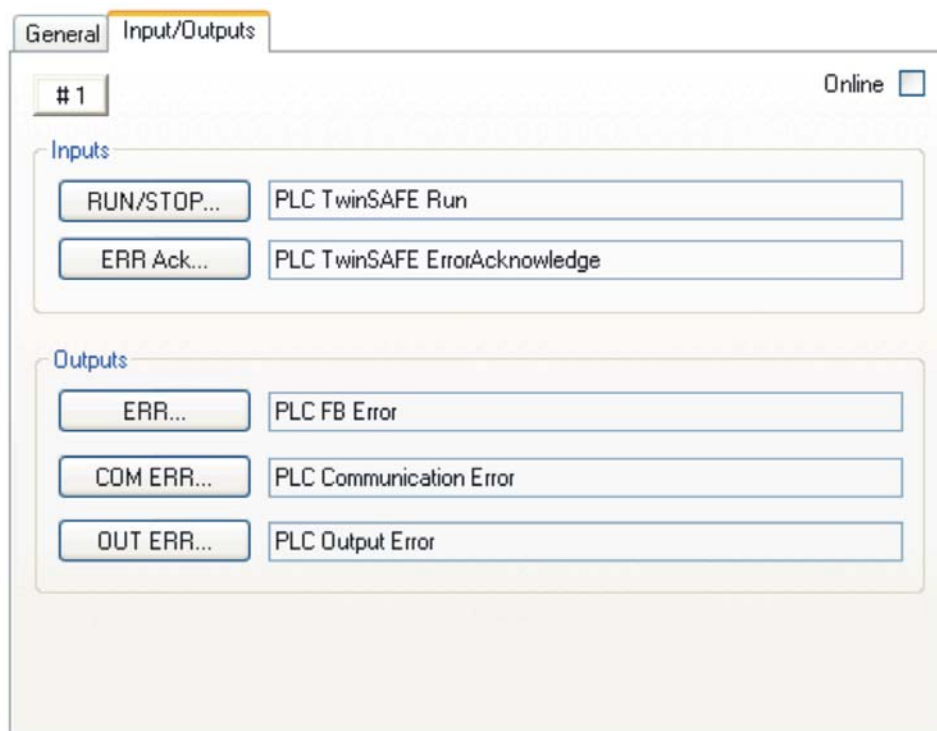 General
Input/Outputs
# 1
Online
Inputs
RUN/STOP...
PLC TwinSAFE Run
ERR Ack...
PLC TwinSAFE ErrorAcknowledge
Outputs
ERR...
PLC FB Error
COM ERR...
PLC Communication Error
OUT ERR...
PLC Output Error